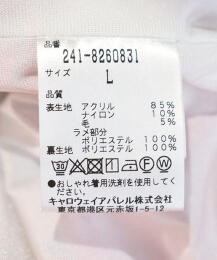 品番
241-8260831
サイズ
L
品質
表生地 アクリル 85%
ナイロン 10%
毛 5%
ラメ部分
ポリエステル 100%
裏生地 ポリエステル 100%
●おしゃれ着用洗剤を使用してく
ださい
キャロウェイアパレル株式会社
東京都港区元赤坂1-5-12